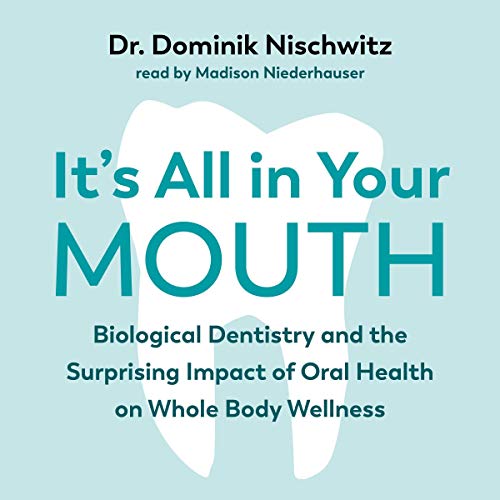 Dr. Dominik Nischwitz
read by Madison Niederhauser
It's All in Your
MOUTH
Biological Dentistry and the
Surprising Impact of Oral Health
on Whole Body Wellness